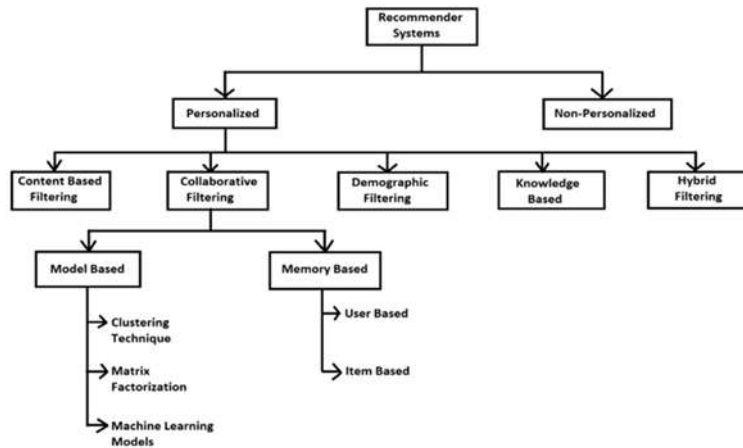 Recommender
Systems
Personalized
Non-Personalized
Content Based
Filtering
Collaborative
Filtering
Demographic
Filtering
Knowledge
Based
Hybrid
Filtering
Model Based
Memory Based
Clustering
Technique
Matrix
Factorization
Machine Learning
Models
User Based
Item Based